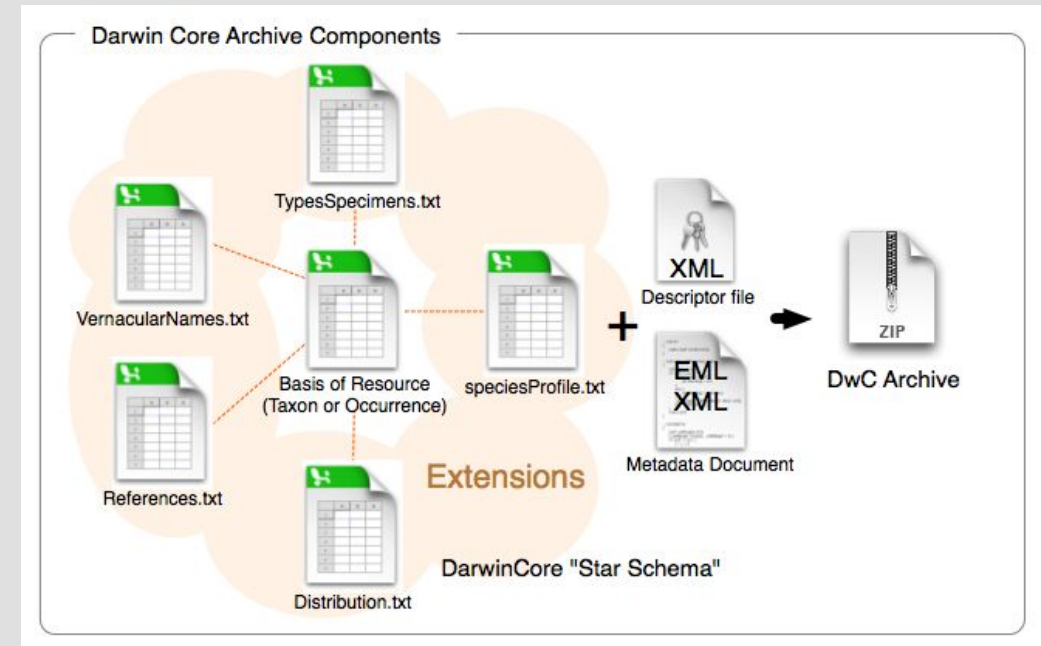 Darwin Core Archive Components
TypesSpecimens.txt
VernacularNames.txt
Basis of Resource
(Taxon or Occurrence)
speciesProfile.txt
References.txt
Extensions
Distribution.txt
DarwinCore "Star Schema"
+
XML
Descriptor file
EML
XML
Metadata Document
ZIP
DwC Archive